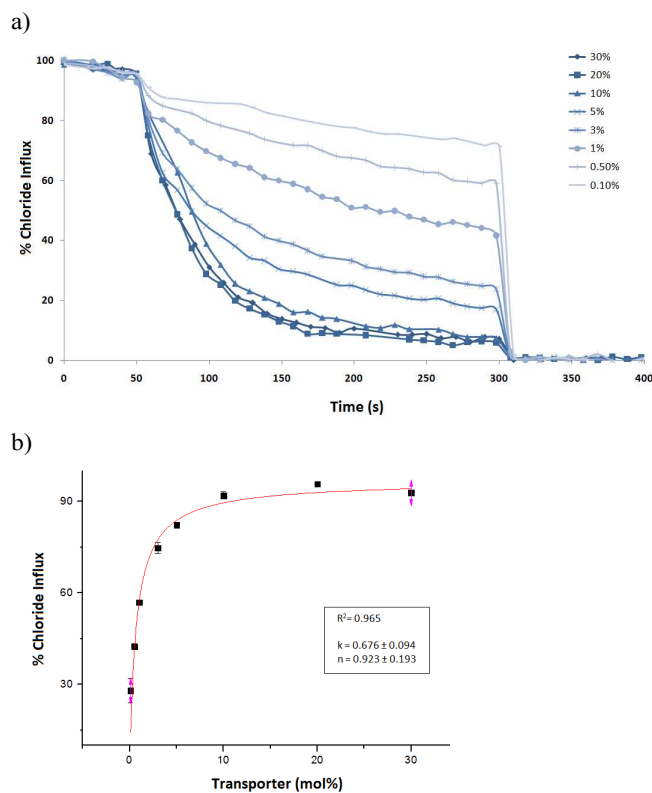 a)
100
80
60
40
20
0
% Chloride Influx
0 50 100 150 200 250 300 350 400
Time (s)
30%
20%
10%
5%
3%
1%
0.50%
0.10%
b)
90
60
30
% Chloride Influx
R²= 0.965
k = 0.676 ± 0.094
n = 0.923 ± 0.193
0 10 20 30
Transporter (mol%)